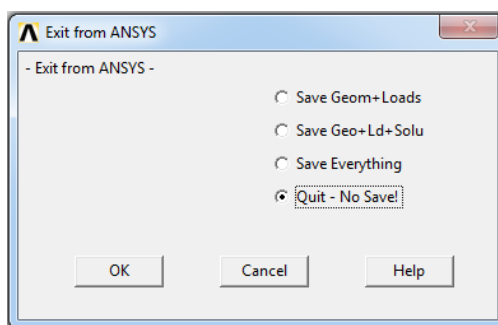 Exit from ANSYS
- Exit from ANSYS -
Save Geom+Loads
Save Geo+Ld+Solu
Save Everything
Quit - No Save!
OK Cancel Help